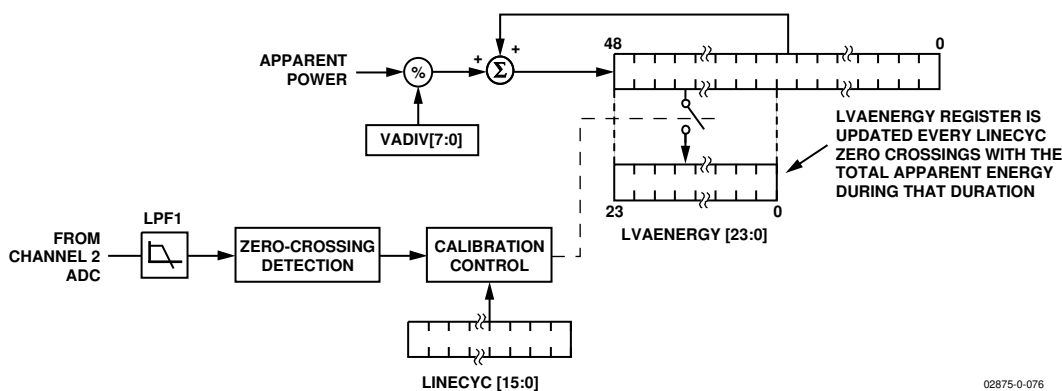 48
0
+
+
APPARENT
POWER
%
Σ
VADIV[7:0]
LVAENERGY REGISTER IS
UPDATED EVERY LINECYC
ZERO CROSSINGS WITH THE
TOTAL APPARENT ENERGY
DURING THAT DURATION
23
0
LVAENERGY [23:0]
LPF1
FROM
CHANNEL 2
ADC
ZERO-CROSSING
DETECTION
CALIBRATION
CONTROL
LINECYC [15:0]
02875-0-076